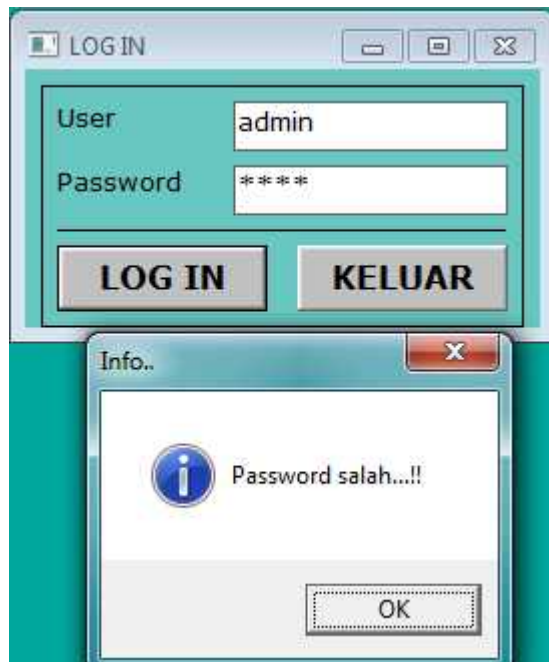 LOG IN
User admin
Password ****
LOG IN KELUAR
Info..
Password salah...!!
OK